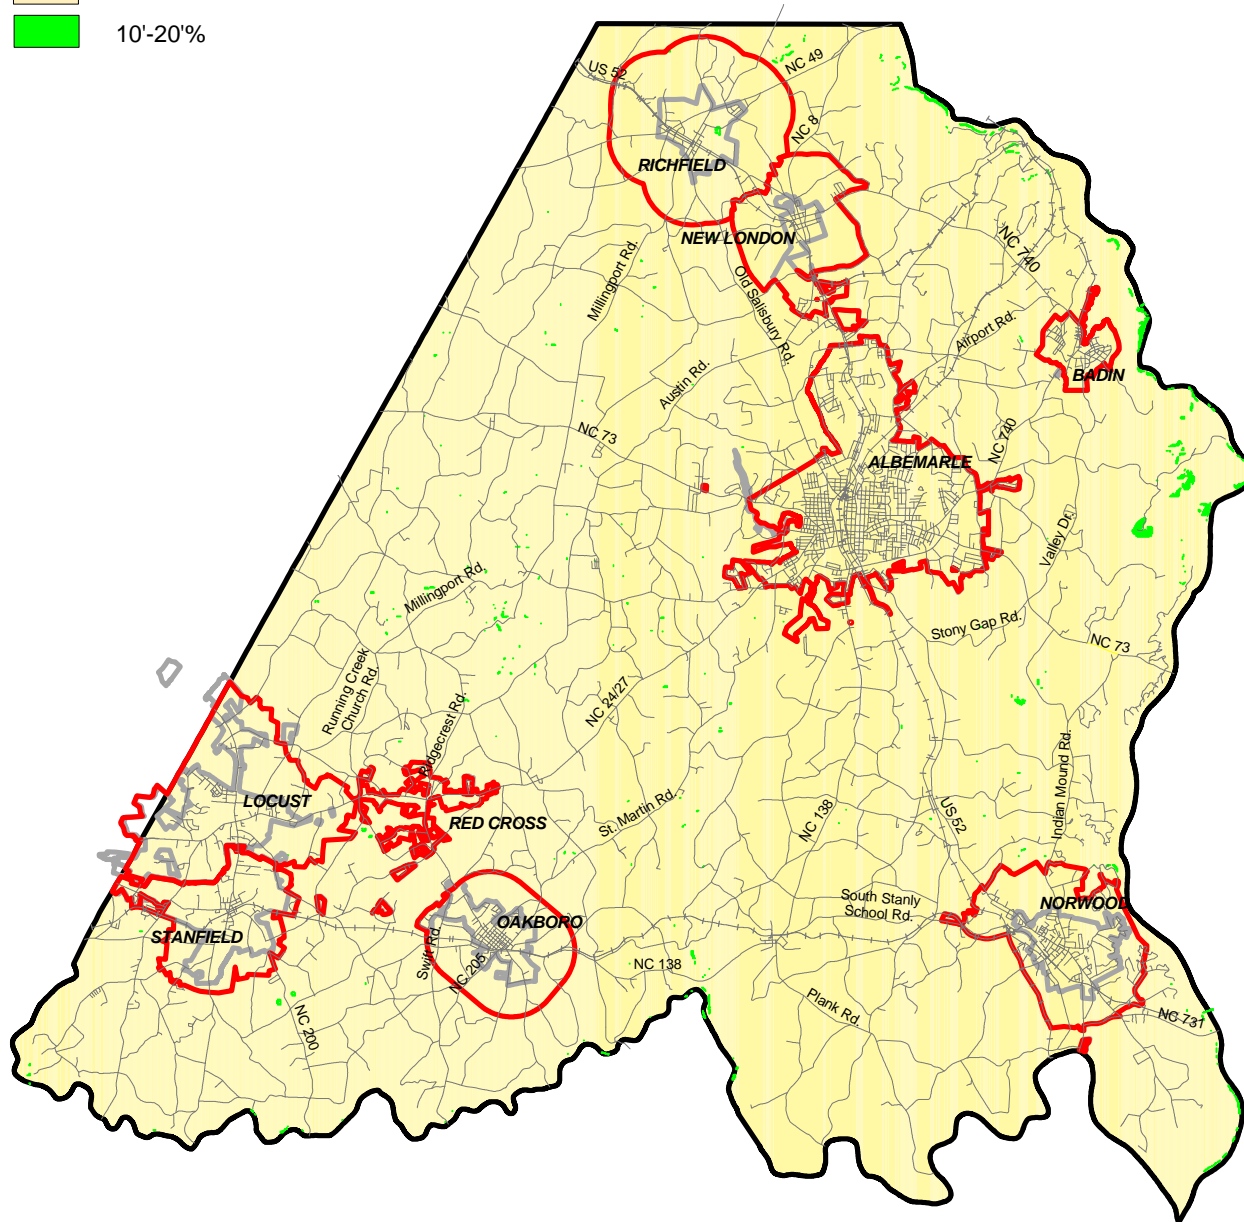 10'-20'%
US 52
NC 49
NC 8
RICHFIELD
NEW LONDON
NC 740
Millingport Rd.
Old Salisbury Rd.
Airport Rd.
BADIN
Austin Rd.
NC 73
NC 740
ALBEMARLE
Valley Dr.
Millingport Rd.
Stony Gap Rd.
NC 73
Running Creek
Church Rd.
Ridgecrest Rd.
NC 24/27
Indian Mound Rd.
LOCUST
RED CROSS
St. Martin Rd.
NC 138
US 52
South Stanly
School Rd.
NORWOOD
STANFIELD
OAKBORO
Swift Rd.
NC 205
NC 138
Plank Rd.
NC 200
NC 731